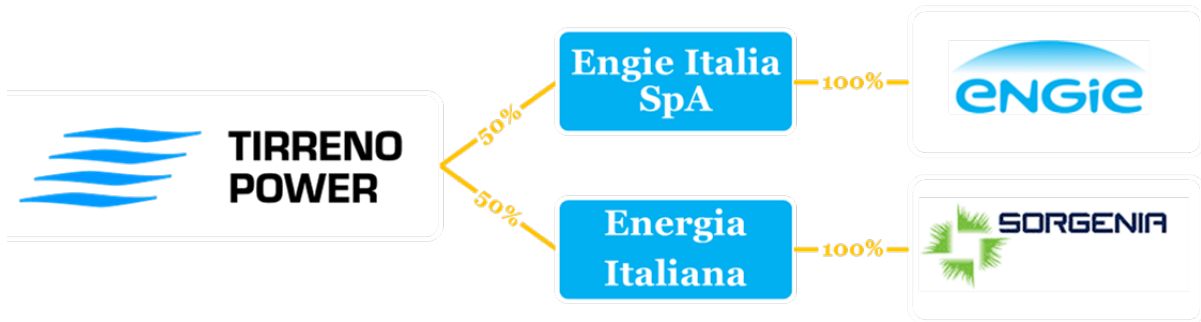 TIRRENO
POWER
50%
50%
Engie Italia
SpA
100%
ENGIE
Energia
Italiana
100%
SORGENIA